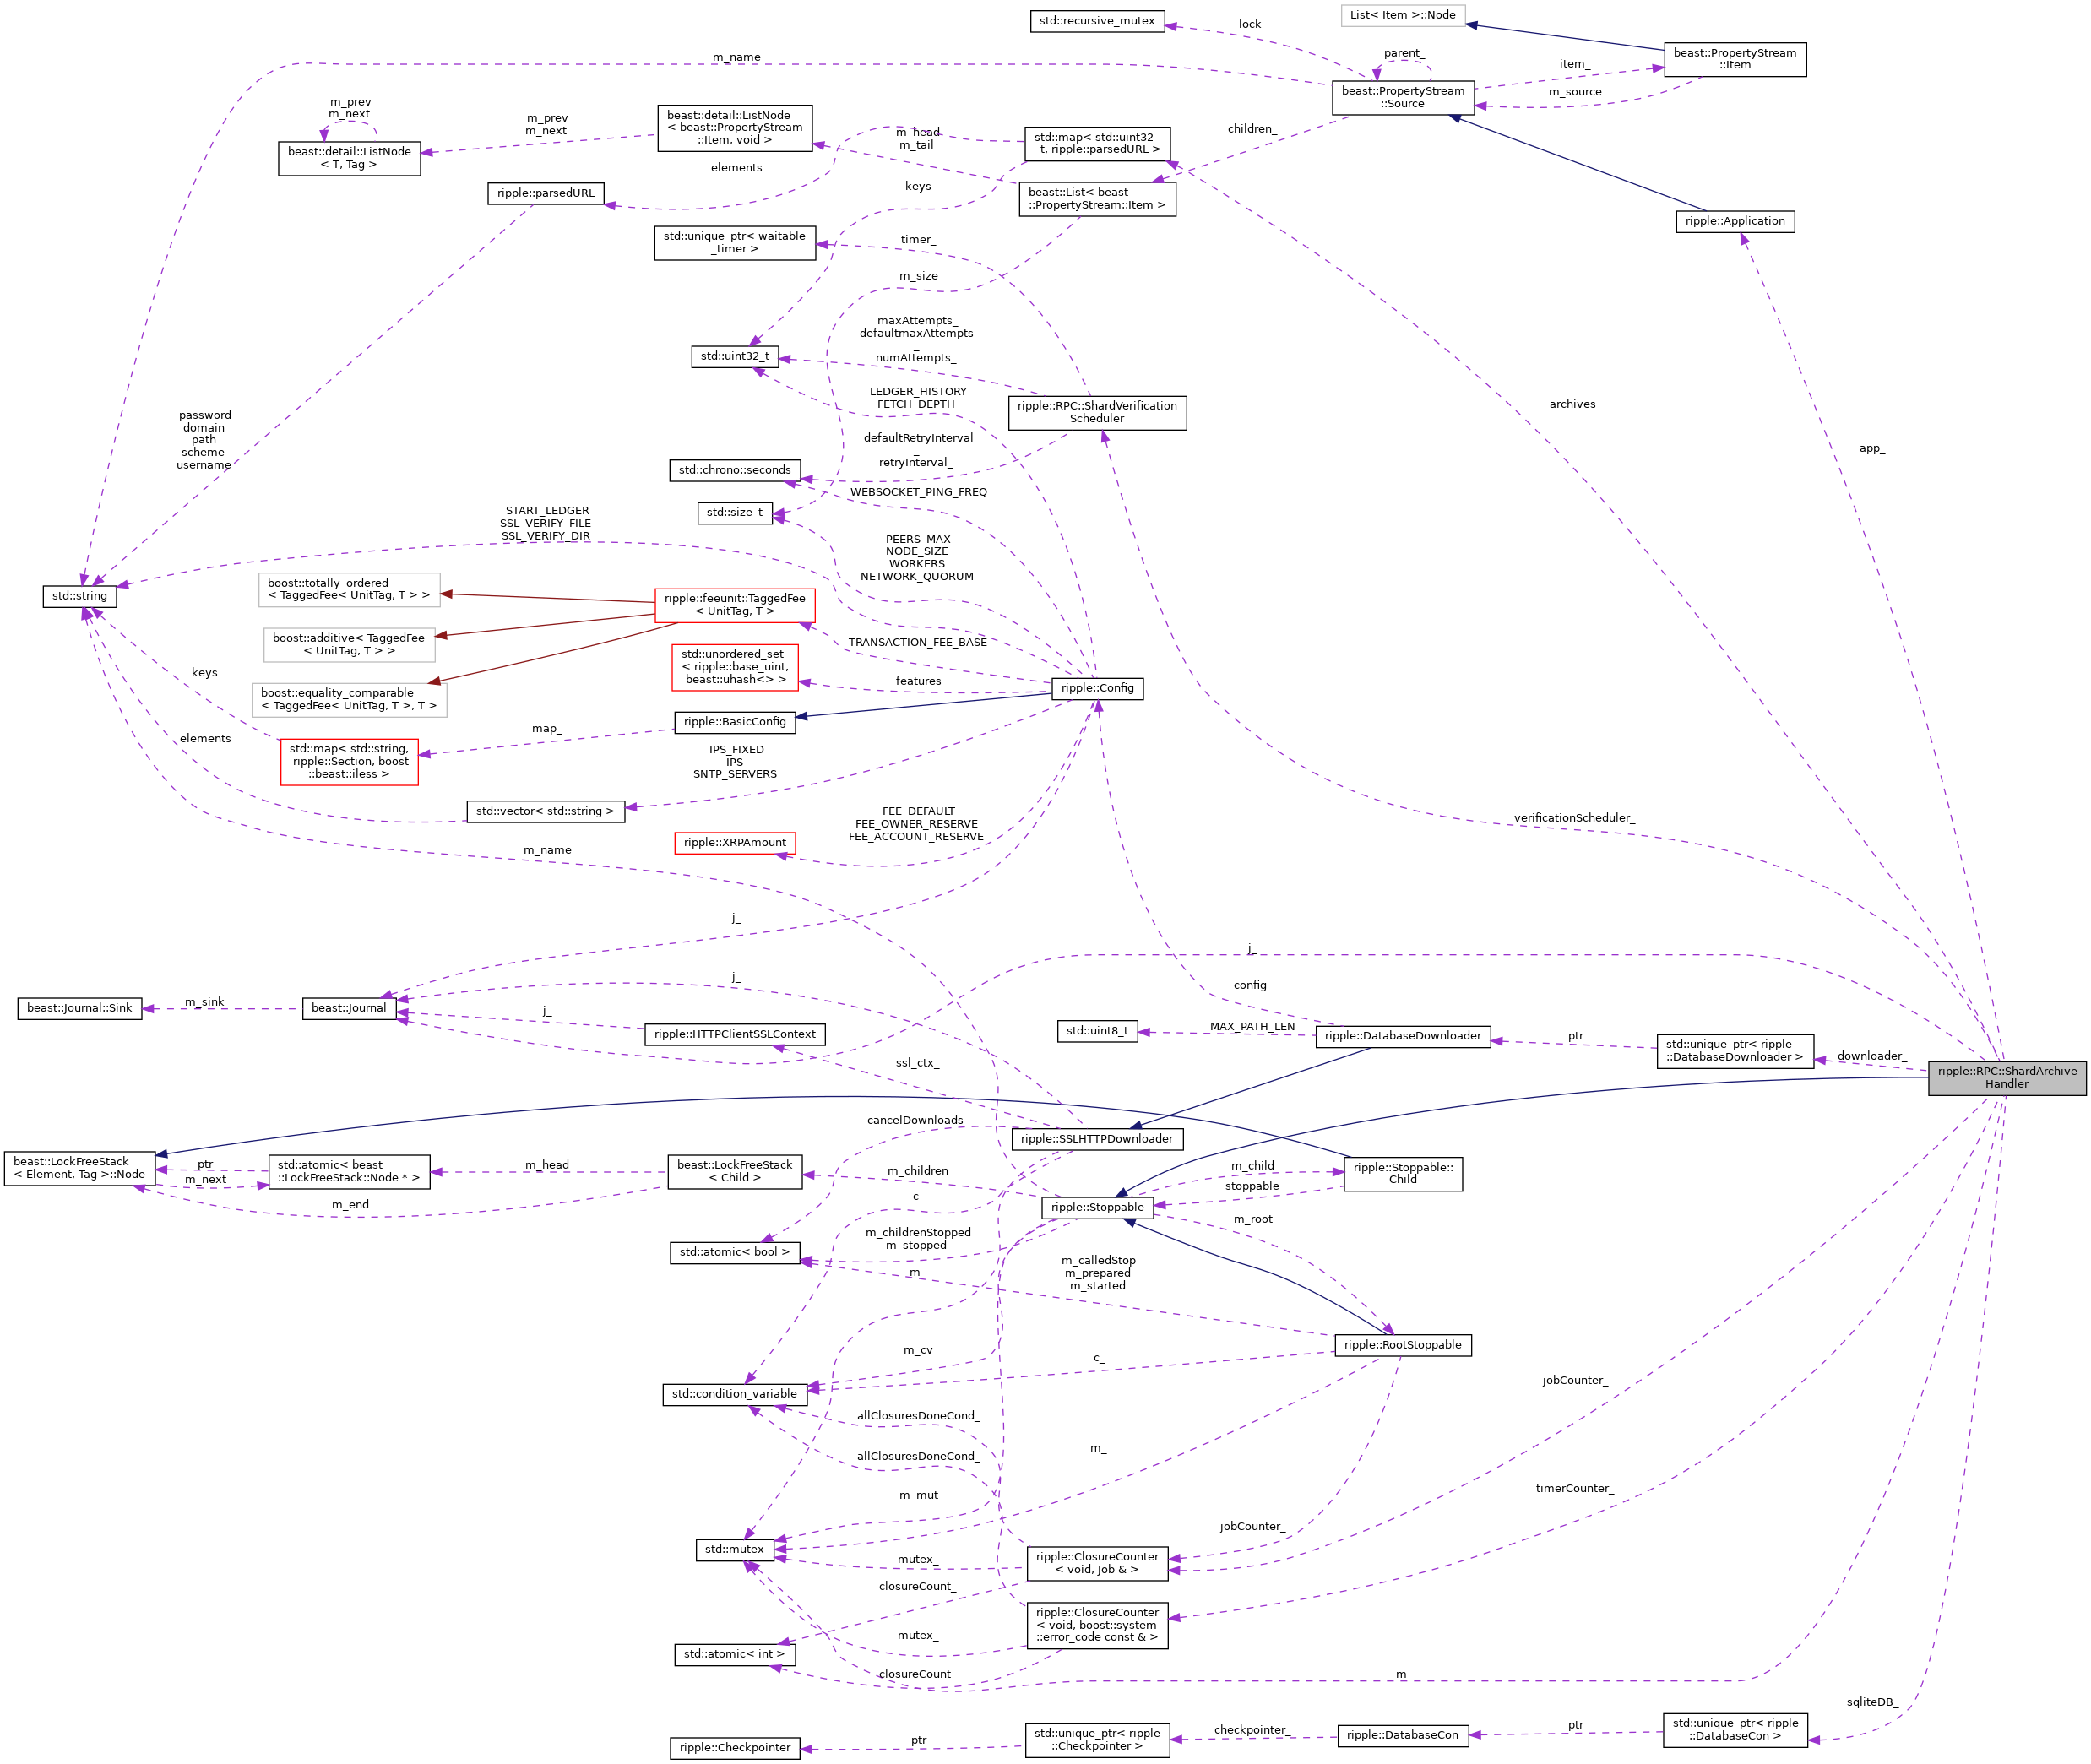 std::recursive_mutex
List< Item >::Node
lock_
beast::PropertyStream
::Item
m_name
parent_
item_
m_source
beast::PropertyStream
::Source
m_prev
m_next
beast::detail::ListNode
< T, Tag >
m_prev
m_next
beast::detail::ListNode
< beast::PropertyStream
::Item, void >
m_head
m_tail
std::map< std::uint32
_t, ripple::parsedURL >
children_
elements
keys
ripple::parsedURL
beast::List< beast
::PropertyStream::Item >
ripple::Application
std::unique_ptr< waitable
_timer >
timer_
m_size
maxAttempts_
defaultmaxAttempts
_
numAttempts_
std::uint32_t
LEDGER_HISTORY
FETCH_DEPTH
ripple::RPC::ShardVerification
Scheduler
archives_
app_
password
domain
path
scheme
username
defaultRetryInterval
_
retryInterval_
std::chrono::seconds
WEBSOCKET_PING_FREQ
std::size_t
START_LEDGER
SSL_VERIFY_FILE
SSL_VERIFY_DIR
PEERS_MAX
NODE_SIZE
WORKERS
NETWORK_QUORUM
std::string
boost::totally_ordered
< TaggedFee< UnitTag, T > >
ripple::feeunit::TaggedFee
< UnitTag, T >
boost::additive< TaggedFee
< UnitTag, T > >
TRANSACTION_FEE_BASE
std::unordered_set
< ripple::base_uint,
beast::uhash<> >
features
ripple::Config
keys
boost::equality_comparable
< TaggedFee< UnitTag, T >, T >
ripple::BasicConfig
map_
elements
std::map< std::string,
ripple::Section, boost
::beast::iless >
IPS_FIXED
IPS
SNTP_SERVERS
std::vector< std::string >
FEE_DEFAULT
FEE_OWNER_RESERVE
FEE_ACCOUNT_RESERVE
verificationScheduler_
ripple::XRPAmount
m_name
j_
j_
j_
config_
beast::Journal::Sink
m_sink
beast::Journal
j_
ripple::HTTPClientSSLContext
std::uint8_t
MAX_PATH_LEN
ripple::DatabaseDownloader
ptr
std::unique_ptr< ripple
::DatabaseDownloader >
downloader_
ripple::RPC::ShardArchive
Handler
ssl_ctx_
cancelDownloads_
ripple::SSLHTTPDownloader
beast::LockFreeStack
< Element, Tag >::Node
ptr
m_next
std::atomic< beast
::LockFreeStack::Node * >
m_head
m_end
beast::LockFreeStack
< Child >
m_children
c_
m_child
stoppable
ripple::Stoppable::
Child
ripple::Stoppable
m_root
m_childrenStopped
m_stopped
std::atomic< bool >
m_
m_calledStop
m_prepared
m_started
ripple::RootStoppable
m_cv
c_
std::condition_variable
jobCounter_
allClosuresDoneCond_
m_
allClosuresDoneCond_
timerCounter_
m_mut
jobCounter_
std::mutex
mutex_
ripple::ClosureCounter
< void, Job & >
closureCount_
ripple::ClosureCounter
< void, boost::system
::error_code const & >
mutex_
std::atomic< int >
closureCount_
m_
sqliteDB_
ripple::Checkpointer
ptr
std::unique_ptr< ripple
::Checkpointer >
checkpointer_
ripple::DatabaseCon
ptr
std::unique_ptr< ripple
::DatabaseCon >